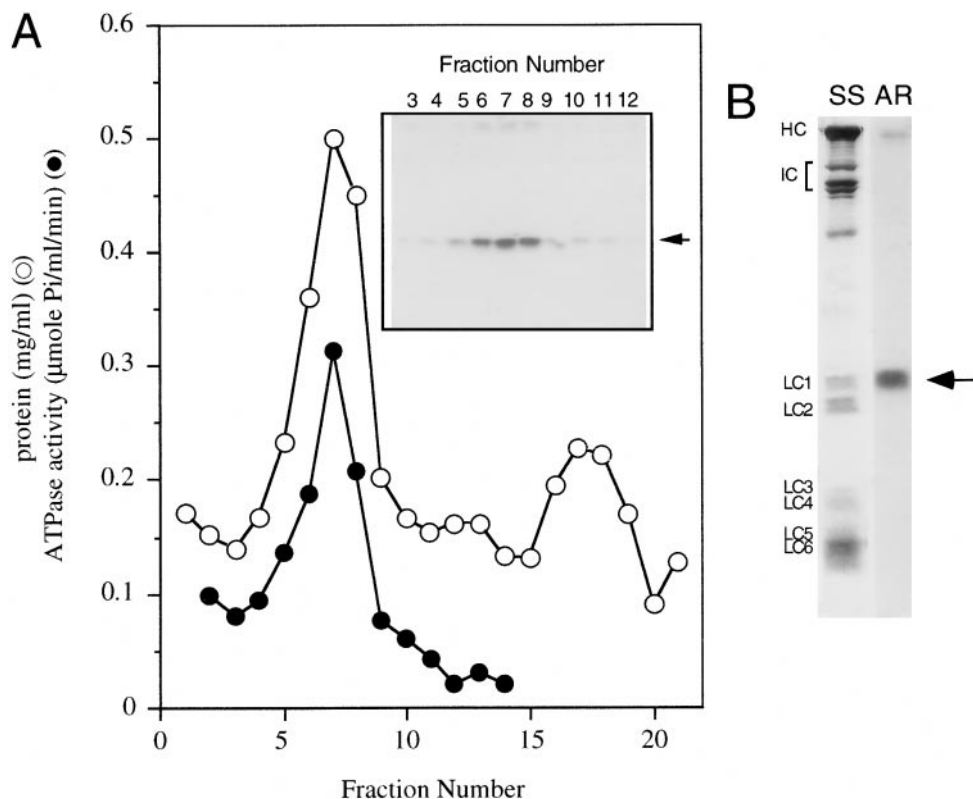 A
0.6
0.5
0.4
0.3
0.2
0.1
0
protein (mg/ml) (○)
ATPase activity (µmole Pi/ml/min) (●)
0 5 10 15 20
Fraction Number
Fraction Number
3 4 5 6 7 8 9 10 11 12
B
SS AR
HC
IC
LC1
LC2
LC3
LC4
LC5
LC6